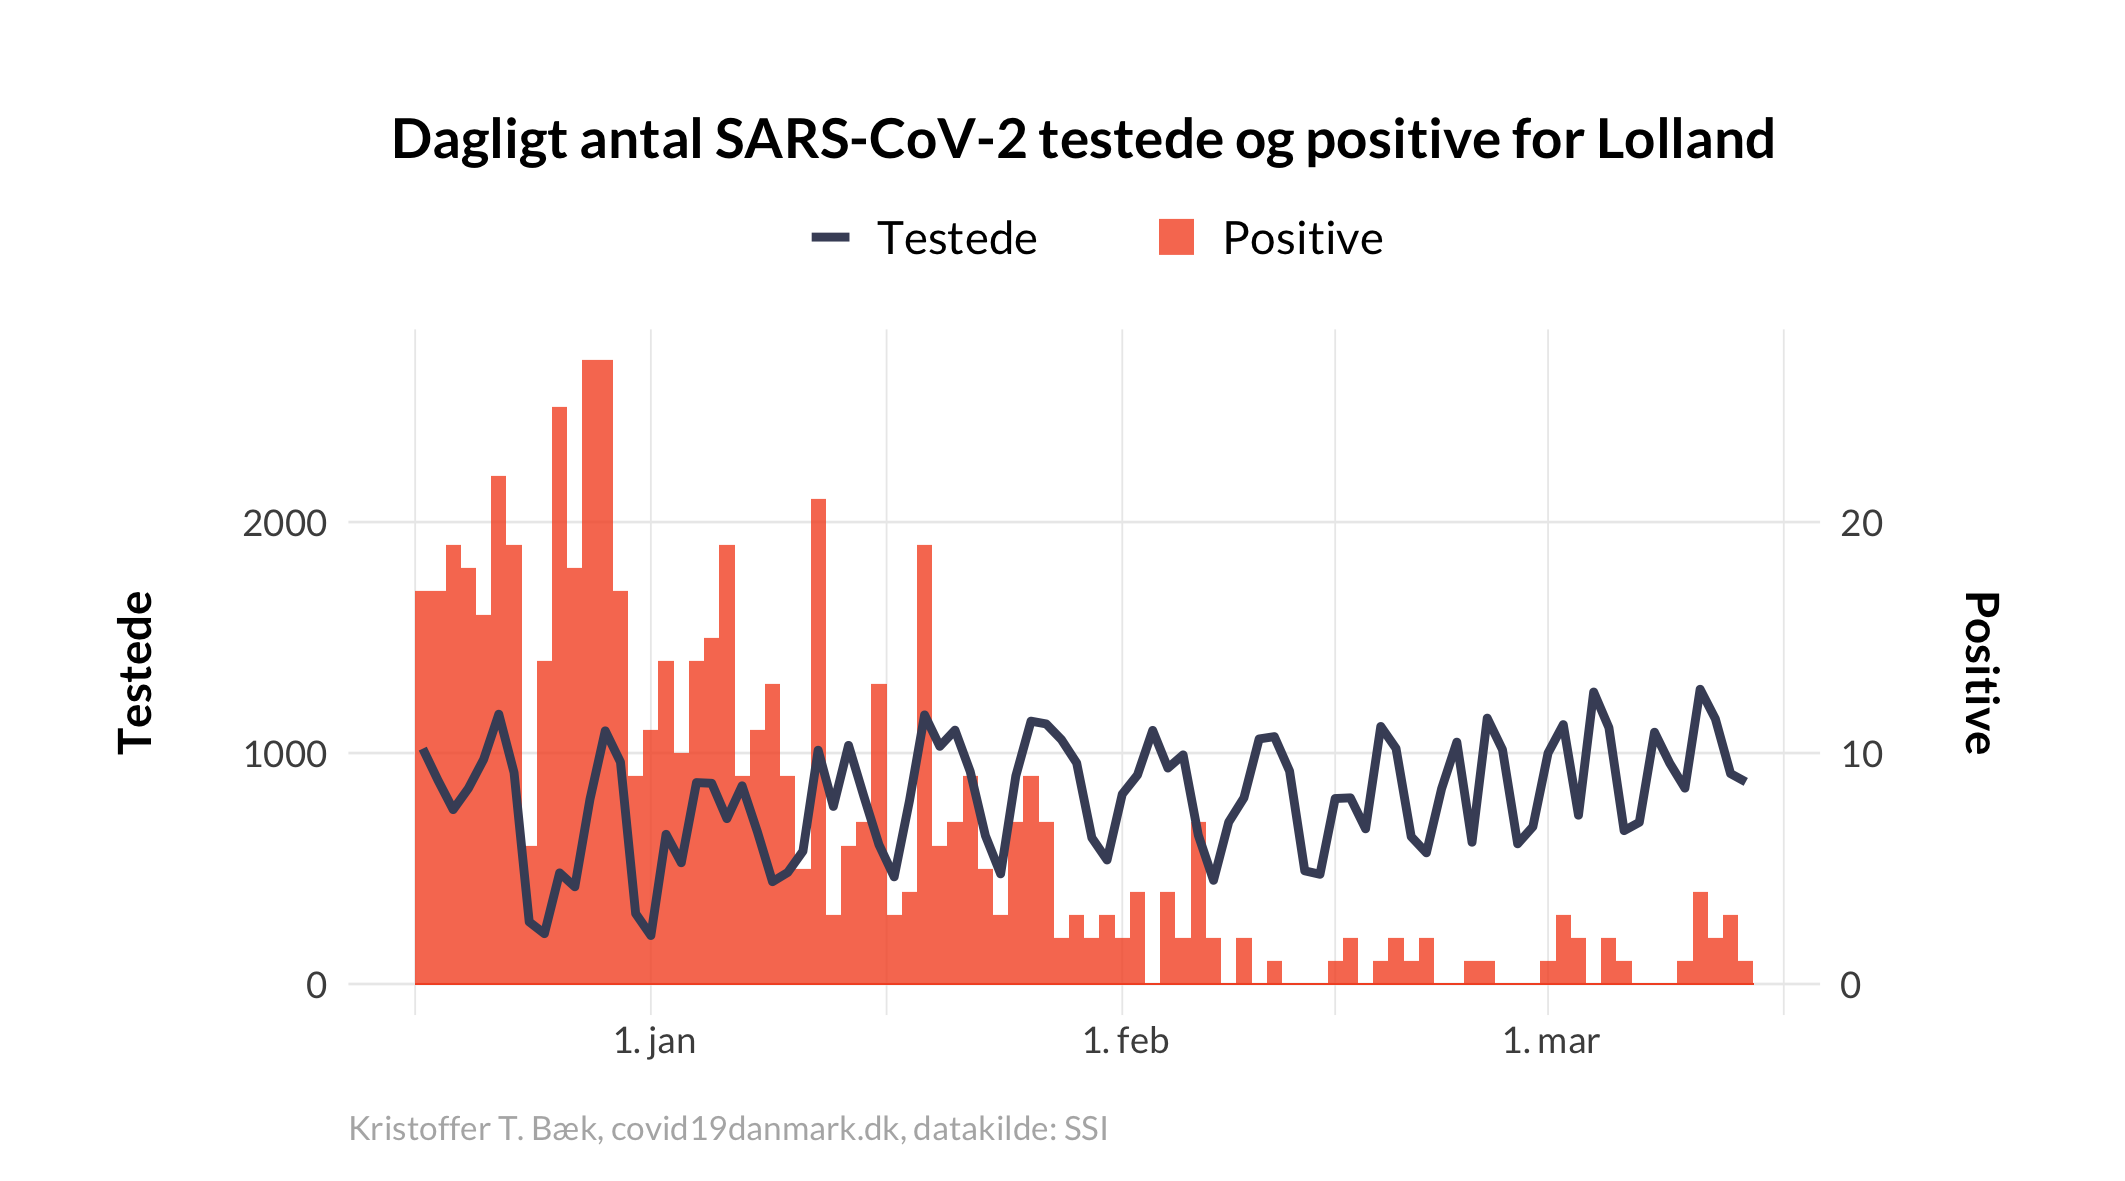 Dagligt antal SARS-CoV-2 testede og positive for Lolland
Testede
Positive
2000
1000
0
Testede
20
10
0
Positive
1. jan
1. feb
1. mar
Kristoffer T. Bæk, covid19danmark.dk, datakilde: SSI